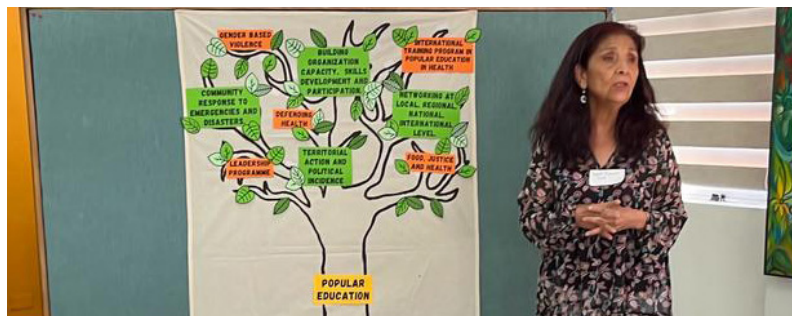 GENDER BASED
VIOLENCE
BUILDING
ORGANIZATION
CAPACITY, SKILLS
DEVELOPMENT AND
PARTICIPATION.
INTERNATIONAL
TRAINING PROGRAM IN
POPULAR EDUCATION
IN HEALTH
COMMUNITY
RESPONSE TO
EMERGENCIES AND
DISASTERS.
DEFENDING
HEALTH
NETWORKING AT
LOCAL, REGIONAL,
NATIONAL,
INTERNATIONAL
LEVEL.
LEADERSHIP
PROGRAMME
TERRITORIAL
ACTION AND
POLITICAL
INCIDENCE
FOOD, JUSTICE
AND HEALTH
POPULAR
EDUCATION